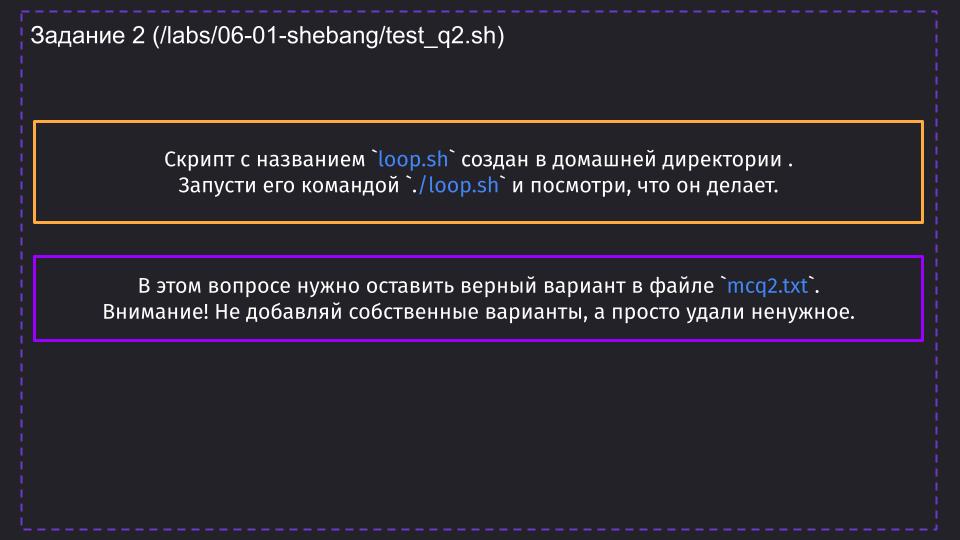 Задание 2 (/labs/06-01-shebang/test_q2.sh)
Скрипт с названием `loop.sh` создан в домашней директории .
Запусти его командой `./loop.sh` и посмотри, что он делает.
В этом вопросе нужно оставить верный вариант в файле `mcq2.txt`.
Внимание! Не добавляй собственные варианты, а просто удали ненужное.